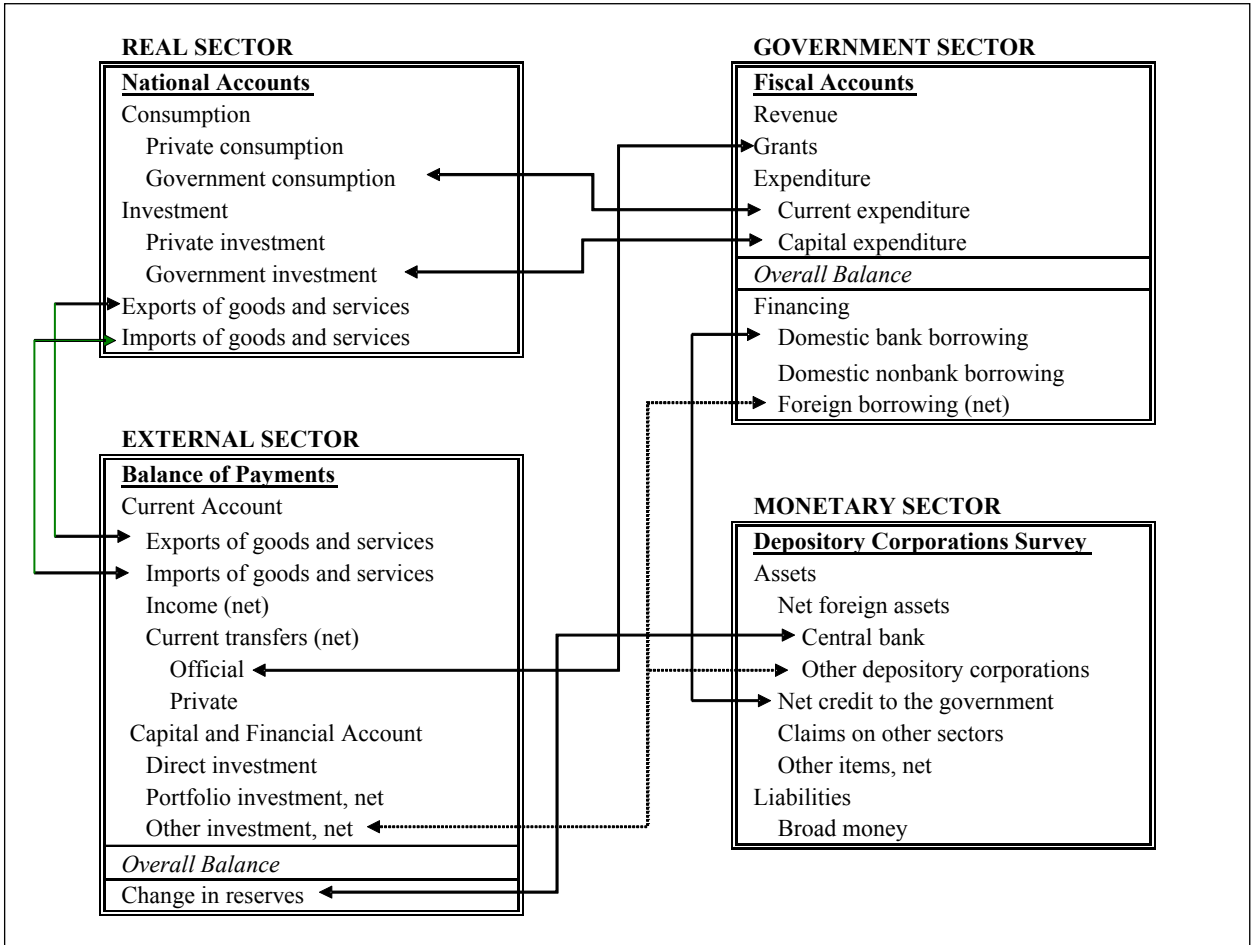 REAL SECTOR
National Accounts
Consumption
Private consumption
Government consumption
Investment
Private investment
Government investment
Exports of goods and services
Imports of goods and services
GOVERNMENT SECTOR
Fiscal Accounts
Revenue
Grants
Expenditure
Current expenditure
Capital expenditure
Overall Balance
Financing
Domestic bank borrowing
Domestic nonbank borrowing
Foreign borrowing (net)
EXTERNAL SECTOR
Balance of Payments
Current Account
Exports of goods and services
Imports of goods and services
Income (net)
Current transfers (net)
Official
Private
Capital and Financial Account
Direct investment
Portfolio investment, net
Other investment, net
Overall Balance
Change in reserves
MONETARY SECTOR
Depository Corporations Survey
Assets
Net foreign assets
Central bank
Other depository corporations
Net credit to the government
Claims on other sectors
Other items, net
Liabilities
Broad money